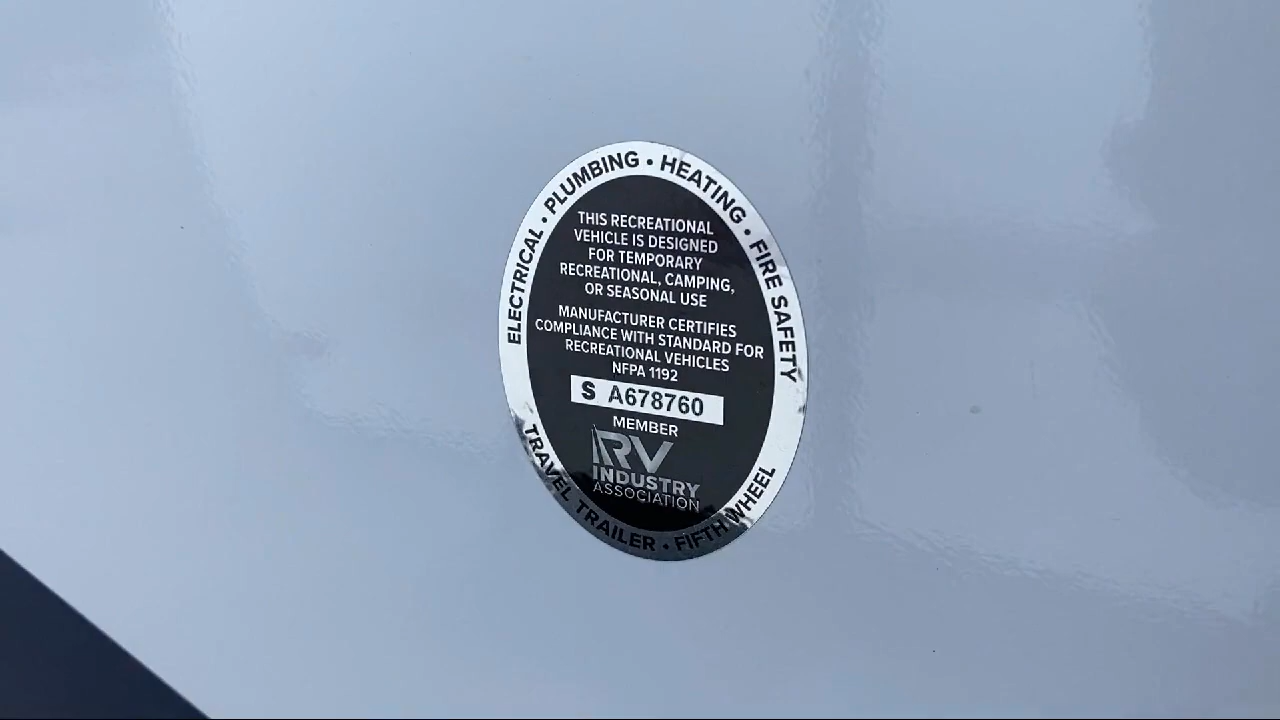 ELECTRICAL • PLUMBING • HEATING • FIRE SAFETY
THIS RECREATIONAL
VEHICLE IS DESIGNED
FOR TEMPORARY
RECREATIONAL, CAMPING,
OR SEASONAL USE
MANUFACTURER CERTIFIES
COMPLIANCE WITH STANDARD FOR
RECREATIONAL VEHICLES
NFPA 1192
S A678760
MEMBER
RV
INDUSTRY
ASSOCIATION
TRAVEL TRAILER • FIFTH WHEEL